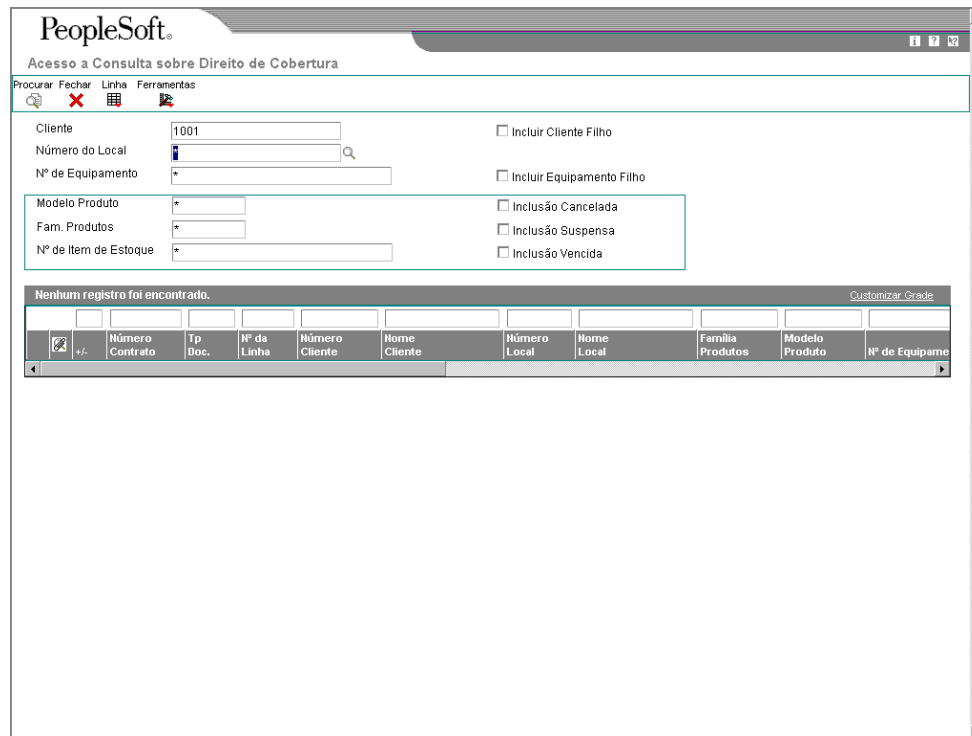 PeopleSoft®
Acesso a Consulta sobre Direito de Cobertura
Procurar Fechar Linha Ferramentas
Cliente 1001 Incluir Cliente Filho
Número do Local *
Nº de Equipamento * Incluir Equipamento Filho
Modelo Produto * Inclusão Cancelada
Fam. Produtos * Inclusão Suspensa
Nº de Item de Estoque * Inclusão Vencida
Nenhum registro foi encontrado. Customizar Grade
+/- Número Contrato Tp Doc. Nº da Linha Número Cliente Nome Cliente Número Local Nome Local Família Produtos Modelo Produto Nº de Equipame